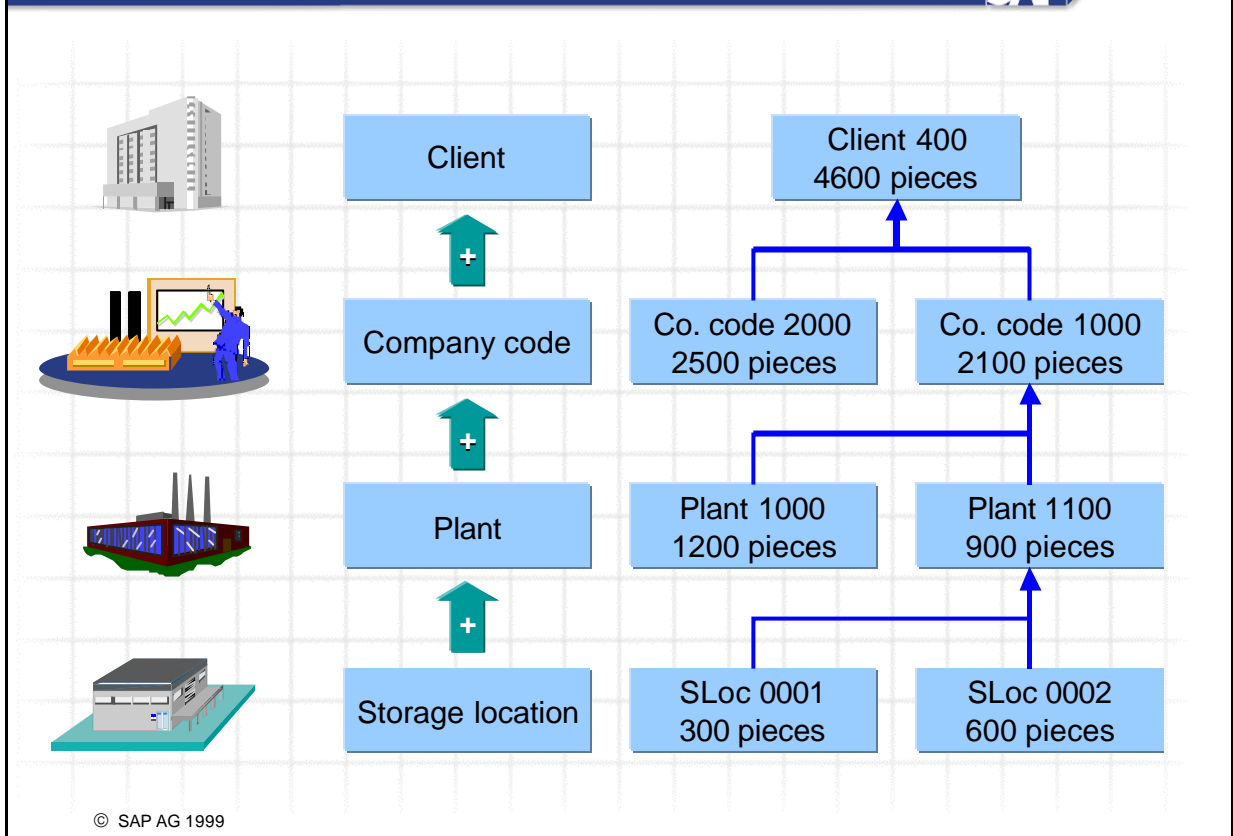 Client
Client 400
4600 pieces
+
Company code
Co. code 2000
2500 pieces
Co. code 1000
2100 pieces
+
Plant
Plant 1000
1200 pieces
Plant 1100
900 pieces
+
Storage location
SLoc 0001
300 pieces
SLoc 0002
600 pieces
© SAP AG 1999